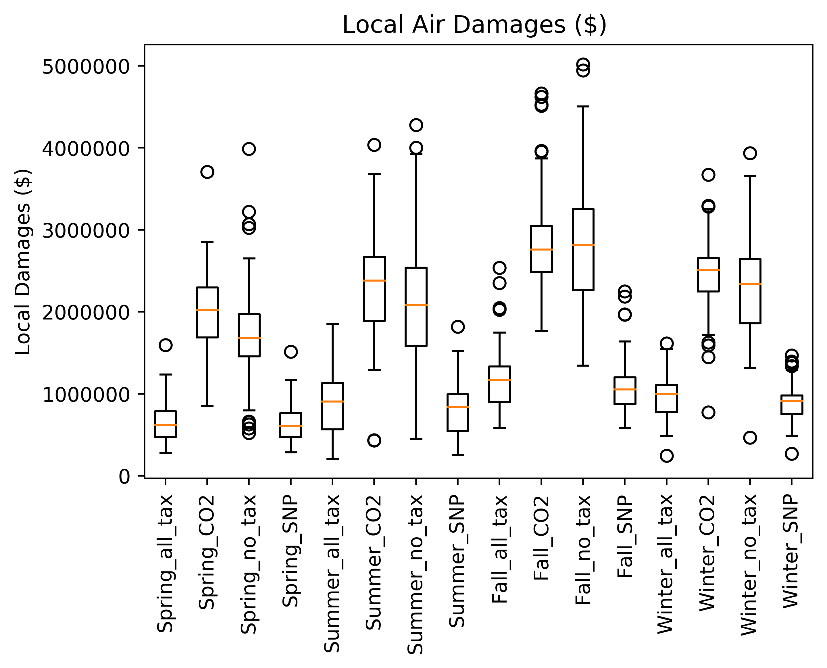 Local Air Damages ($)
Local Damages ($)
5000000
4000000
3000000
2000000
1000000
0
Spring_all_tax
Spring_CO2
Spring_no_tax
Spring_SNP
Summer_all_tax
Summer_CO2
Summer_no_tax
Summer_SNP
Fall_all_tax
Fall_CO2
Fall_no_tax
Fall_SNP
Winter_all_tax
Winter_CO2
Winter_no_tax
Winter_SNP